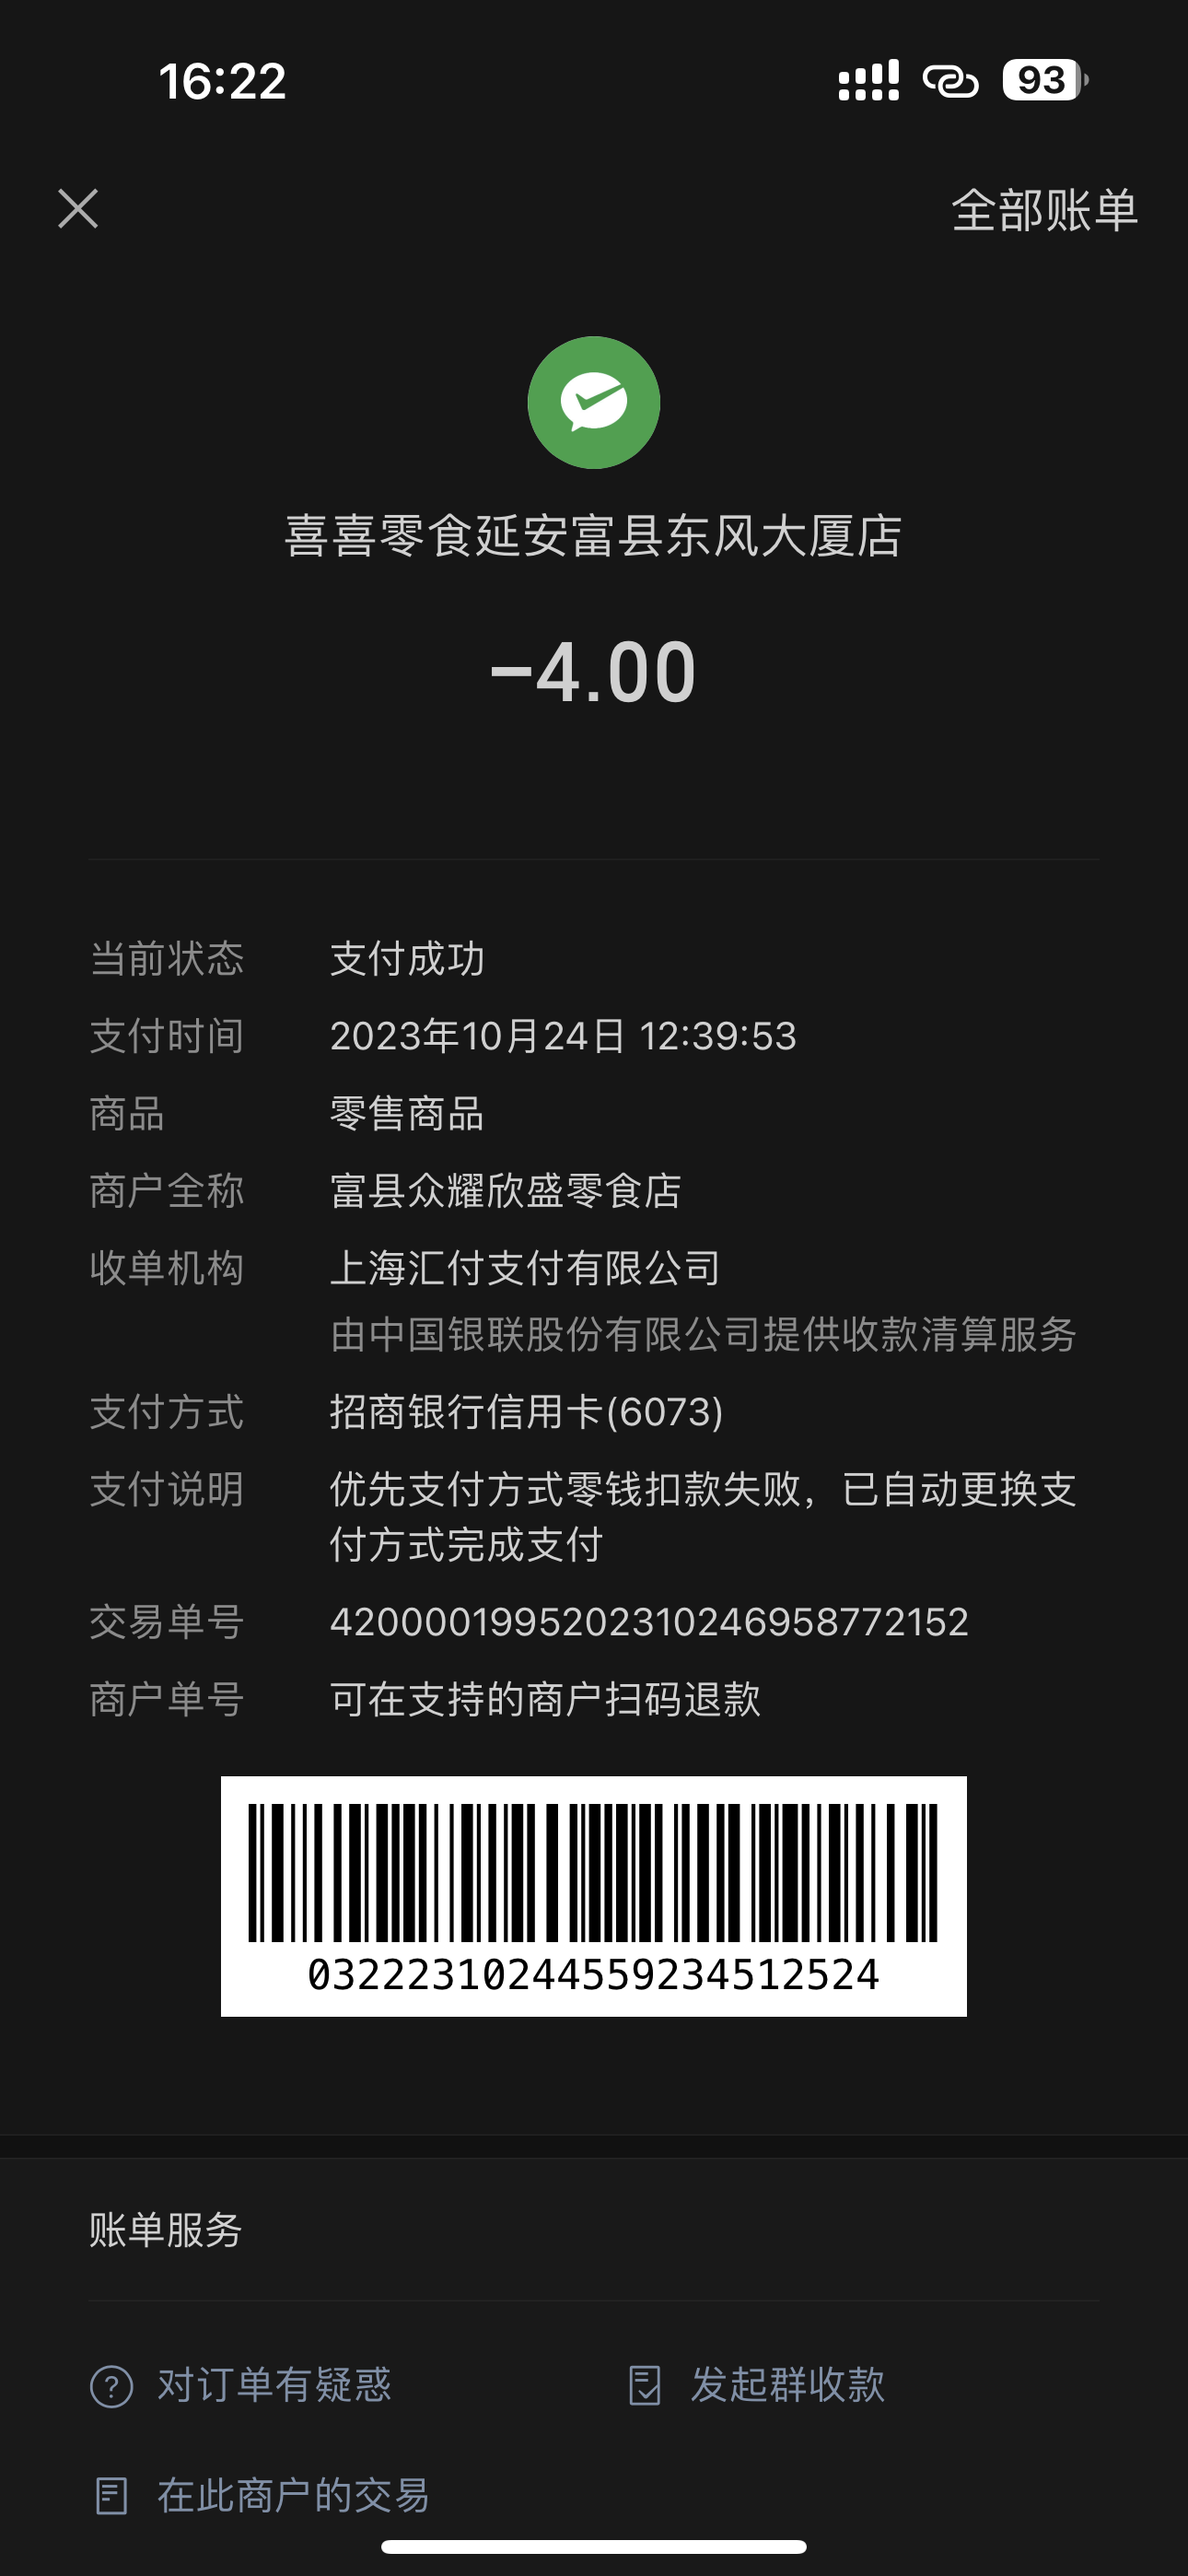 16:22
93
全部账单
喜喜零食延安富县东风大厦店
-4.00
当前状态 支付成功
支付时间 2023年10月24日 12:39:53
商品 零售商品
商户全称 富县众耀欣盛零食店
收单机构 上海汇付支付有限公司
由中国银联股份有限公司提供收款清算服务
支付方式 招商银行信用卡(6073)
支付说明 优先支付方式零钱扣款失败，已自动更换支
付方式完成支付
交易单号 4200001995202310246958772152
商户单号 可在支持的商户扫码退款
03222310244559234512524
账单服务
对订单有疑惑 发起群收款
在此商户的交易